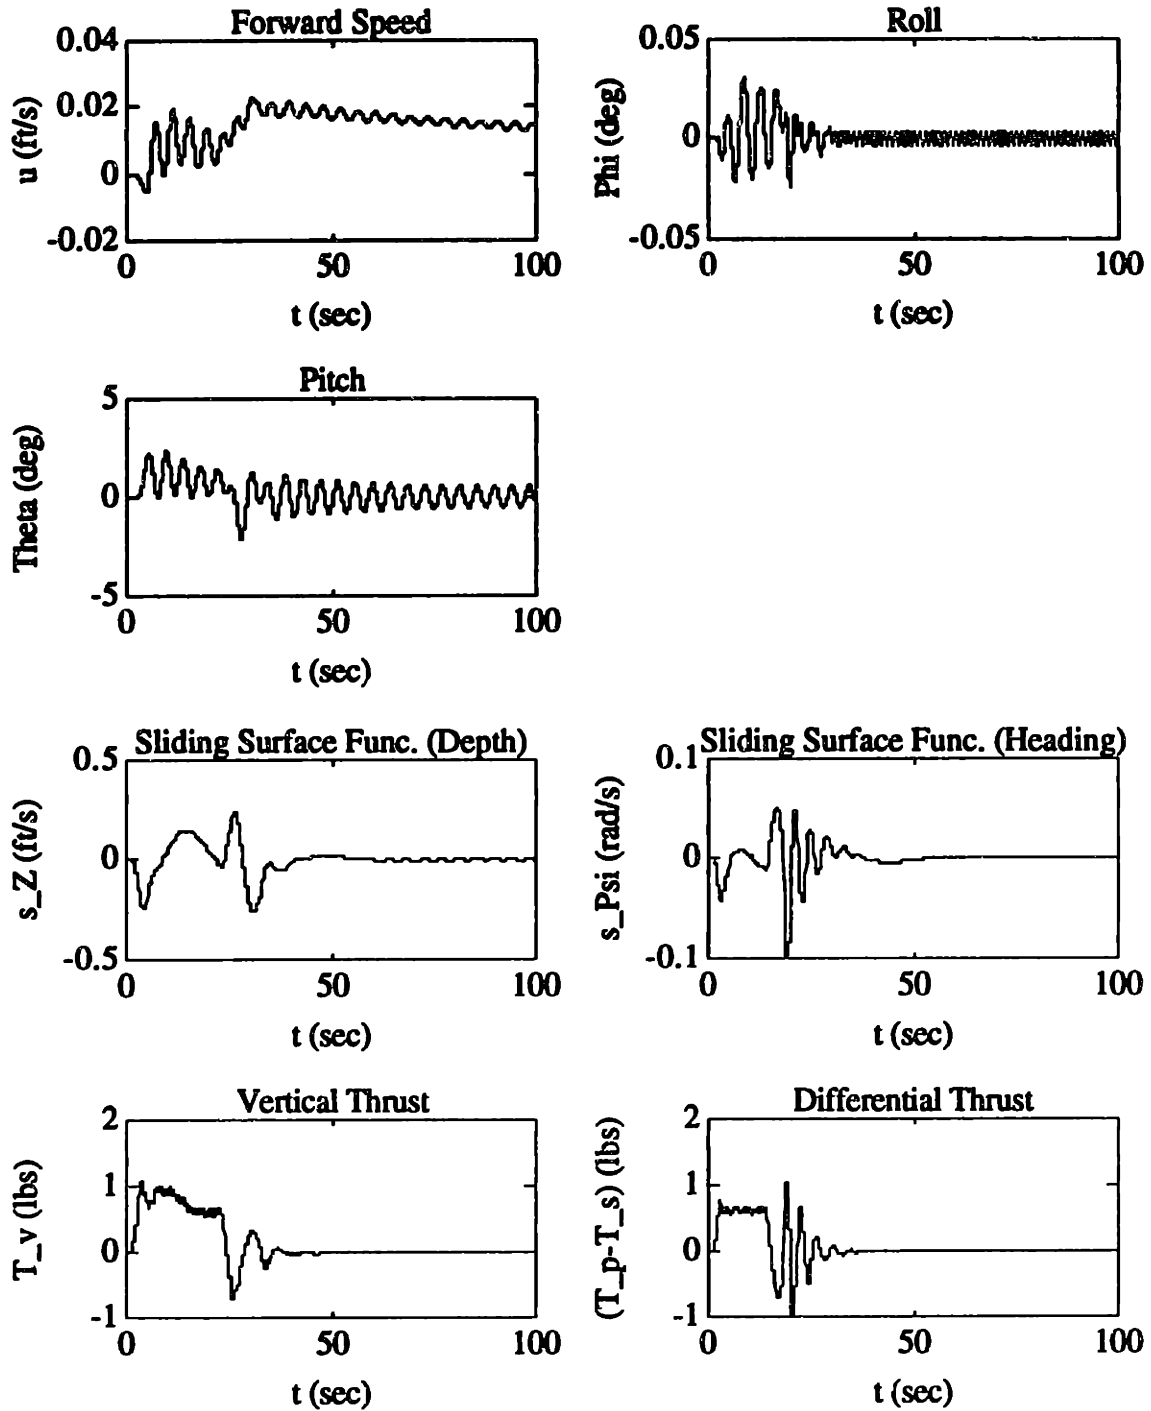 Forward Speed
0.04
0.02
0
-0.02
u (ft/s)
0 50 100
t (sec)
Roll
0.05
0
-0.05
Phi (deg)
0 50 100
t (sec)
Pitch
5
0
-5
Theta (deg)
0 50 100
t (sec)
Sliding Surface Func. (Depth)
0.5
0
-0.5
s_Z (ft/s)
0 50 100
t (sec)
Sliding Surface Func. (Heading)
0.1
0
-0.1
s_Psi (rad/s)
0 50 100
t (sec)
Vertical Thrust
2
1
0
-1
T_v (lbs)
0 50 100
t (sec)
Differential Thrust
2
1
0
-1
(T_p-T_s) (lbs)
0 50 100
t (sec)